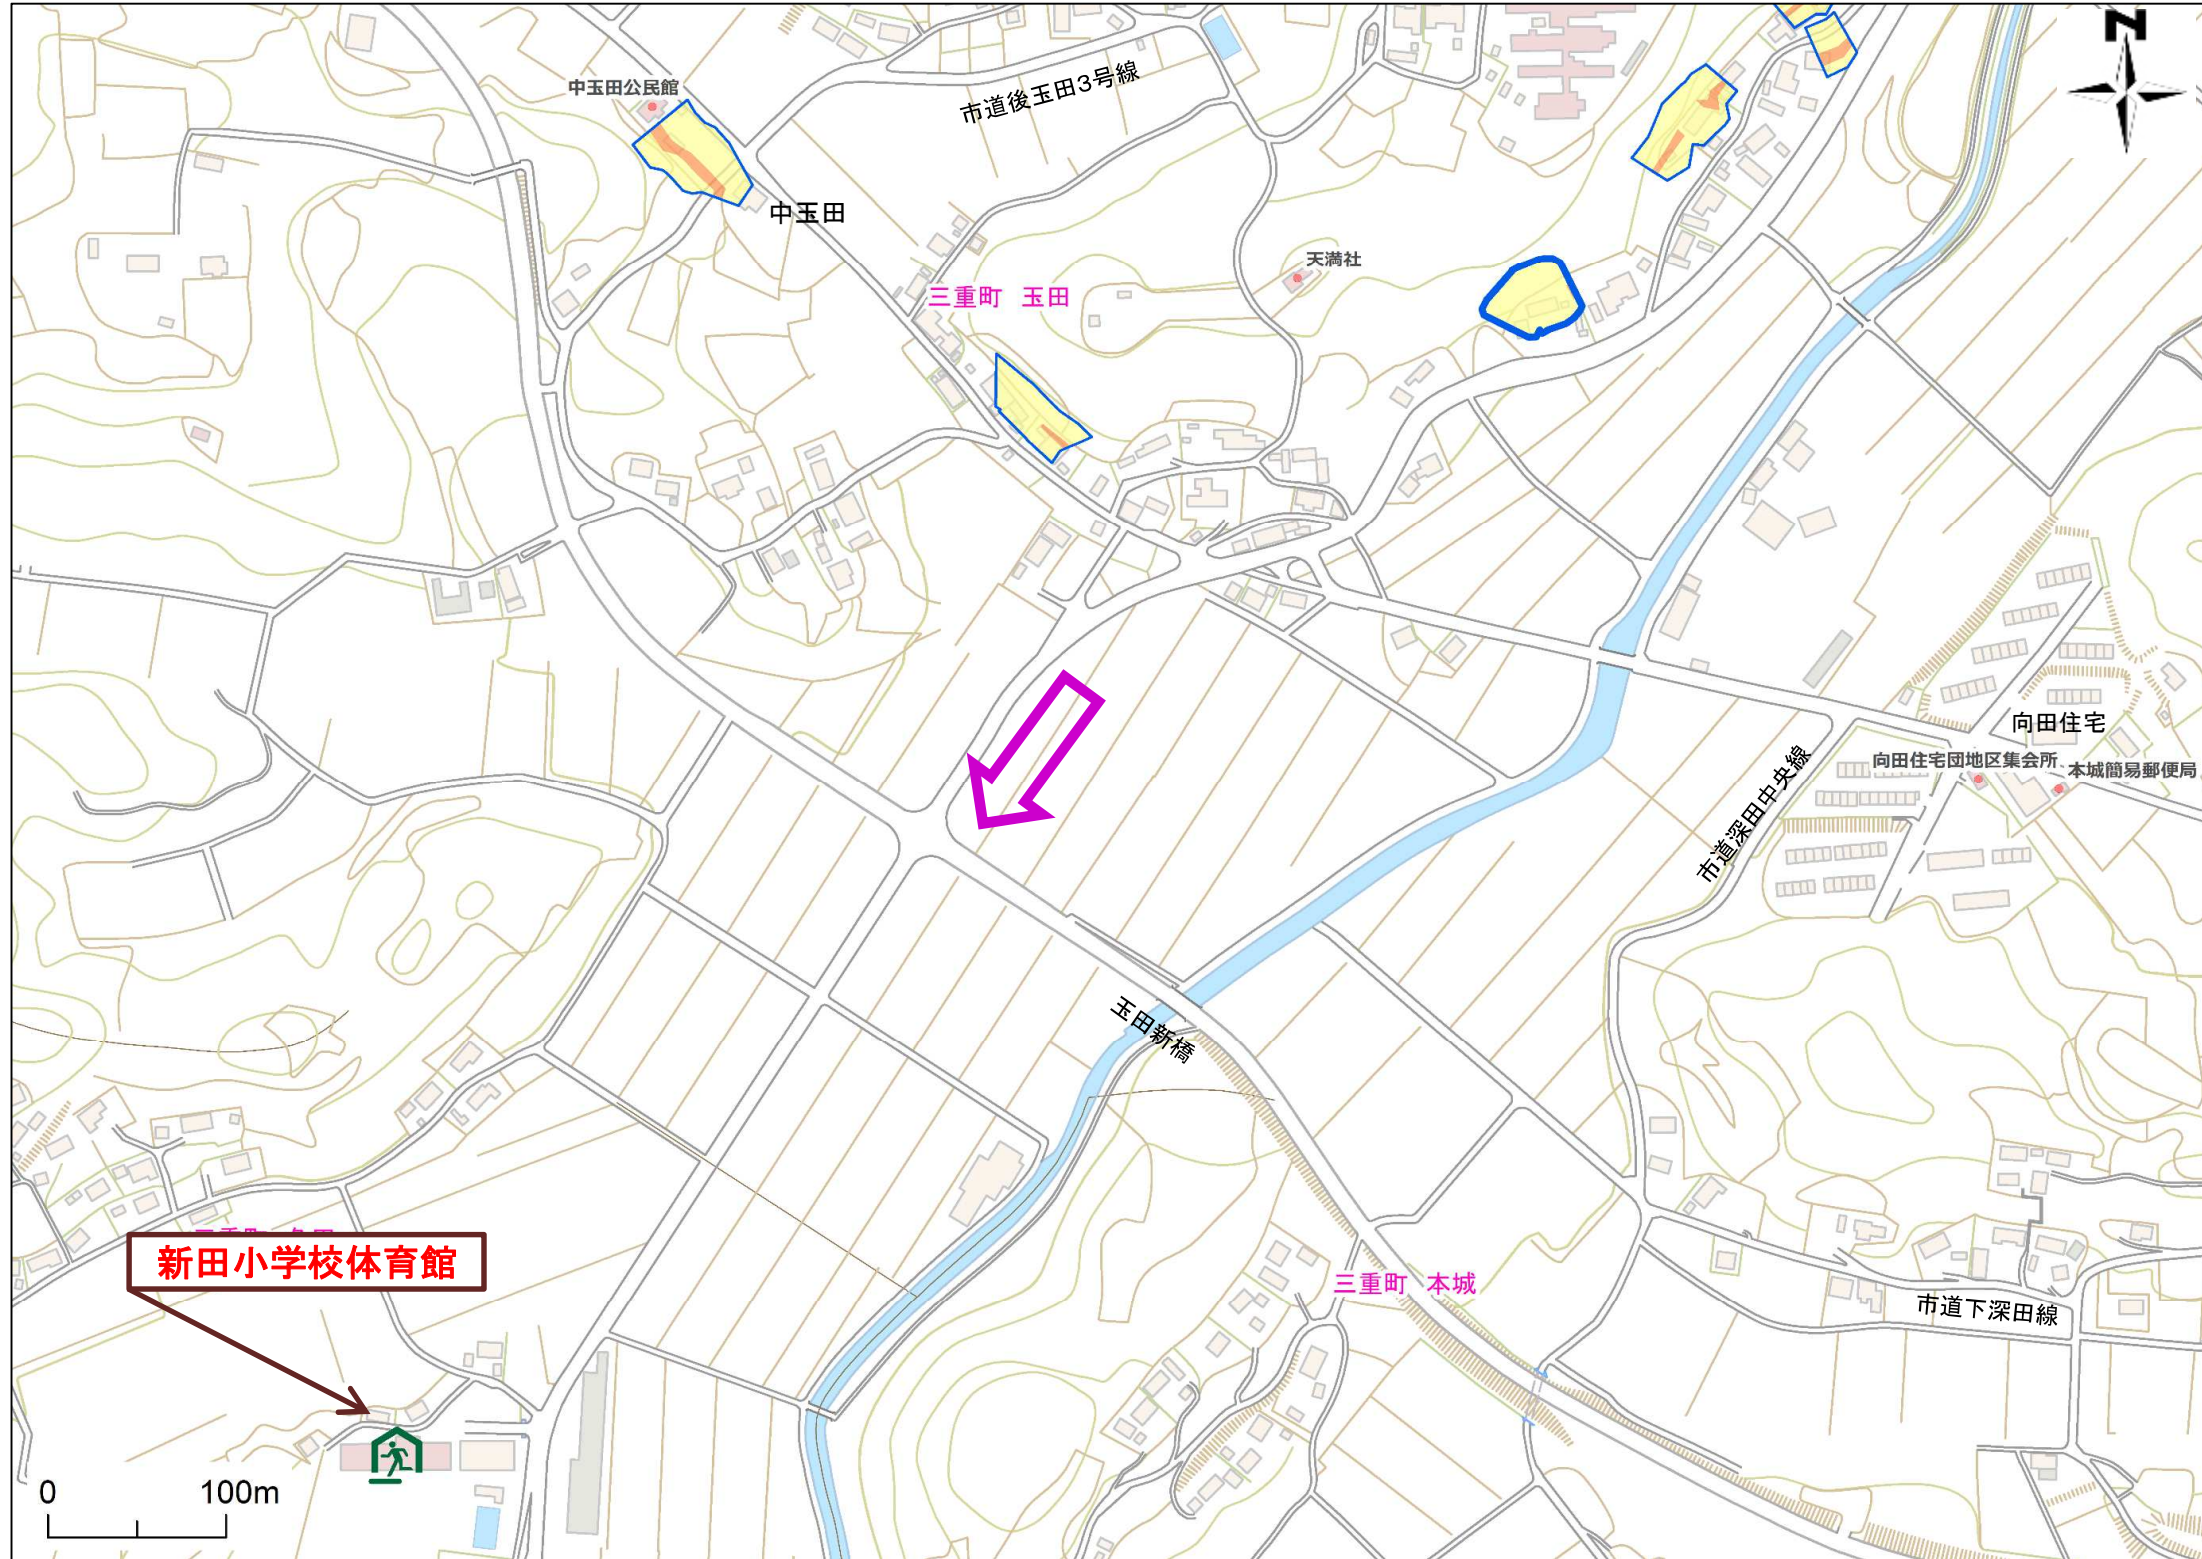 N
中玉田公民館
市道後玉田3号線
中玉田
天満社
三重町 玉田
向田住宅
向田住宅団地区集会所
本城簡易郵便局
市道深田中央線
玉田新橋
新田小学校体育館
三重町 本城
市道下深田線
0 100m